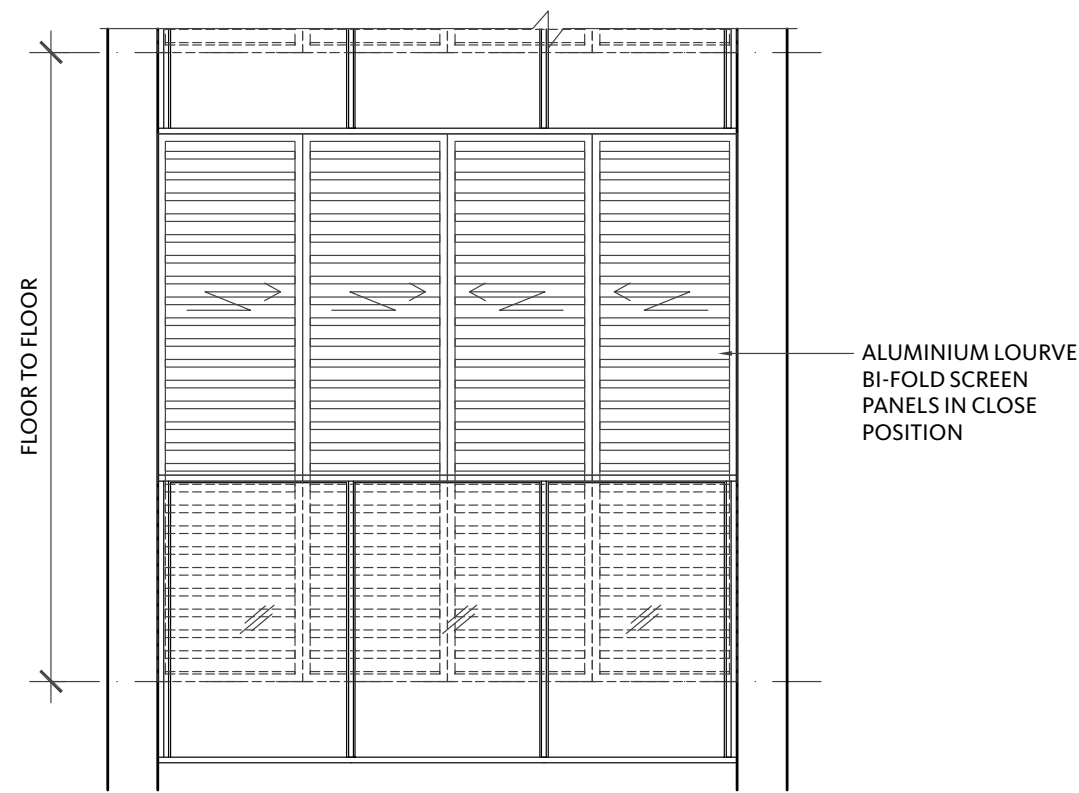 FLOOR TO FLOOR
ALUMINIUM LOURVE
BI-FOLD SCREEN
PANELS IN CLOSE
POSITION